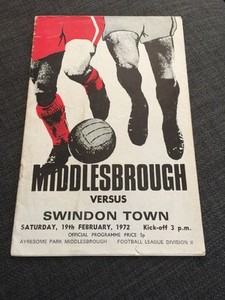 MIDDLESBROUGH
VERSUS
SWINDON TOWN
SATURDAY, 19th FEBRUARY, 1972 Kick-off 3 p.m.
OFFICIAL PROGRAMME PRICE 5p
AYRESOME PARK MIDDLESBROUGH FOOTBALL LEAGUE DIVISION II